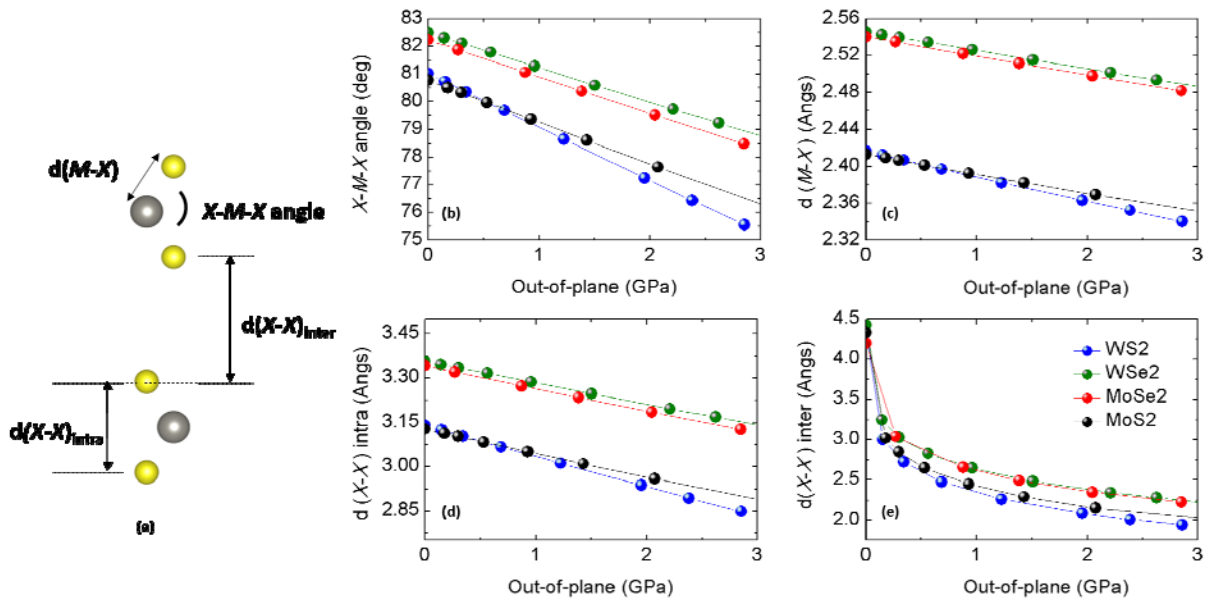 d(M-X)
X-M-X angle
d(X-X)inter
d(X-X)intra
(a)
X-M-X angle (deg)
83
82
81
80
79
78
77
76
75
(b)
0
1
2
3
Out-of-plane (GPa)
d (M-X) (Angs)
2.56
2.52
2.48
2.44
2.40
2.36
2.32
(c)
0
1
2
3
Out-of-plane (GPa)
d (X-X) intra (Angs)
3.45
3.30
3.15
3.00
2.85
(d)
0
1
2
3
Out-of-plane (GPa)
d(X-X) inter (Angs)
4.5
4.0
3.5
3.0
2.5
2.0
(e)
WS2
WSe2
MoSe2
MoS2
0
1
2
3
Out-of-plane (GPa)